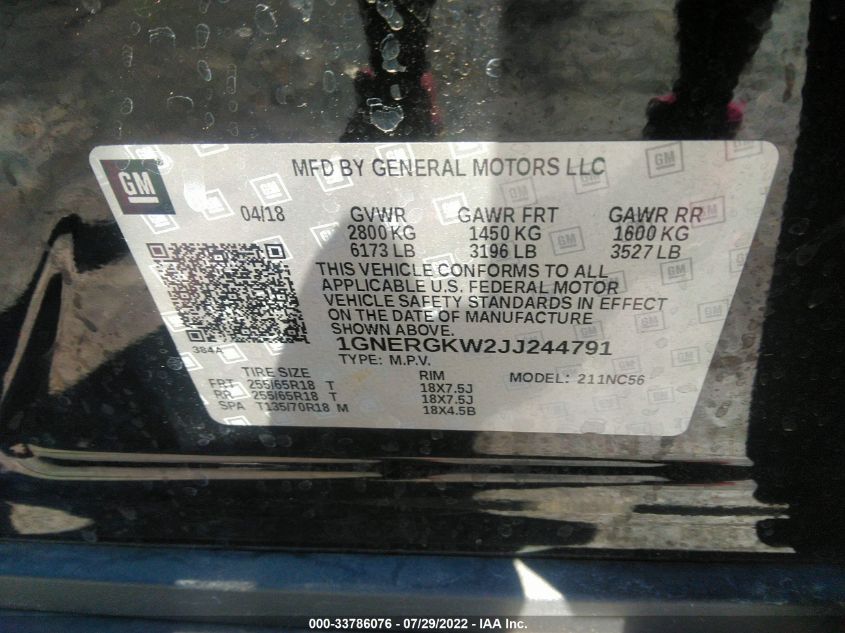 GM
MFD BY GENERAL MOTORS LLC
04/18 GVWR GAWR FRT GAWR RR
2800 KG 1450 KG 1600 KG
6173 LB 3196 LB 3527 LB
THIS VEHICLE CONFORMS TO ALL
APPLICABLE U.S. FEDERAL MOTOR
VEHICLE SAFETY STANDARDS IN EFFECT
ON THE DATE OF MANUFACTURE
SHOWN ABOVE.
384A
1GNERGKW2JJ244791
TYPE: M.P.V.
TIRE SIZE RIM MODEL: 211NC56
FRT 255/65R18 T 18X7.5J
RR 255/65R18 T 18X7.5J
SPA T135/70R18 M 18X4.5B
000-33786076 - 07/29/2022 - IAA Inc.